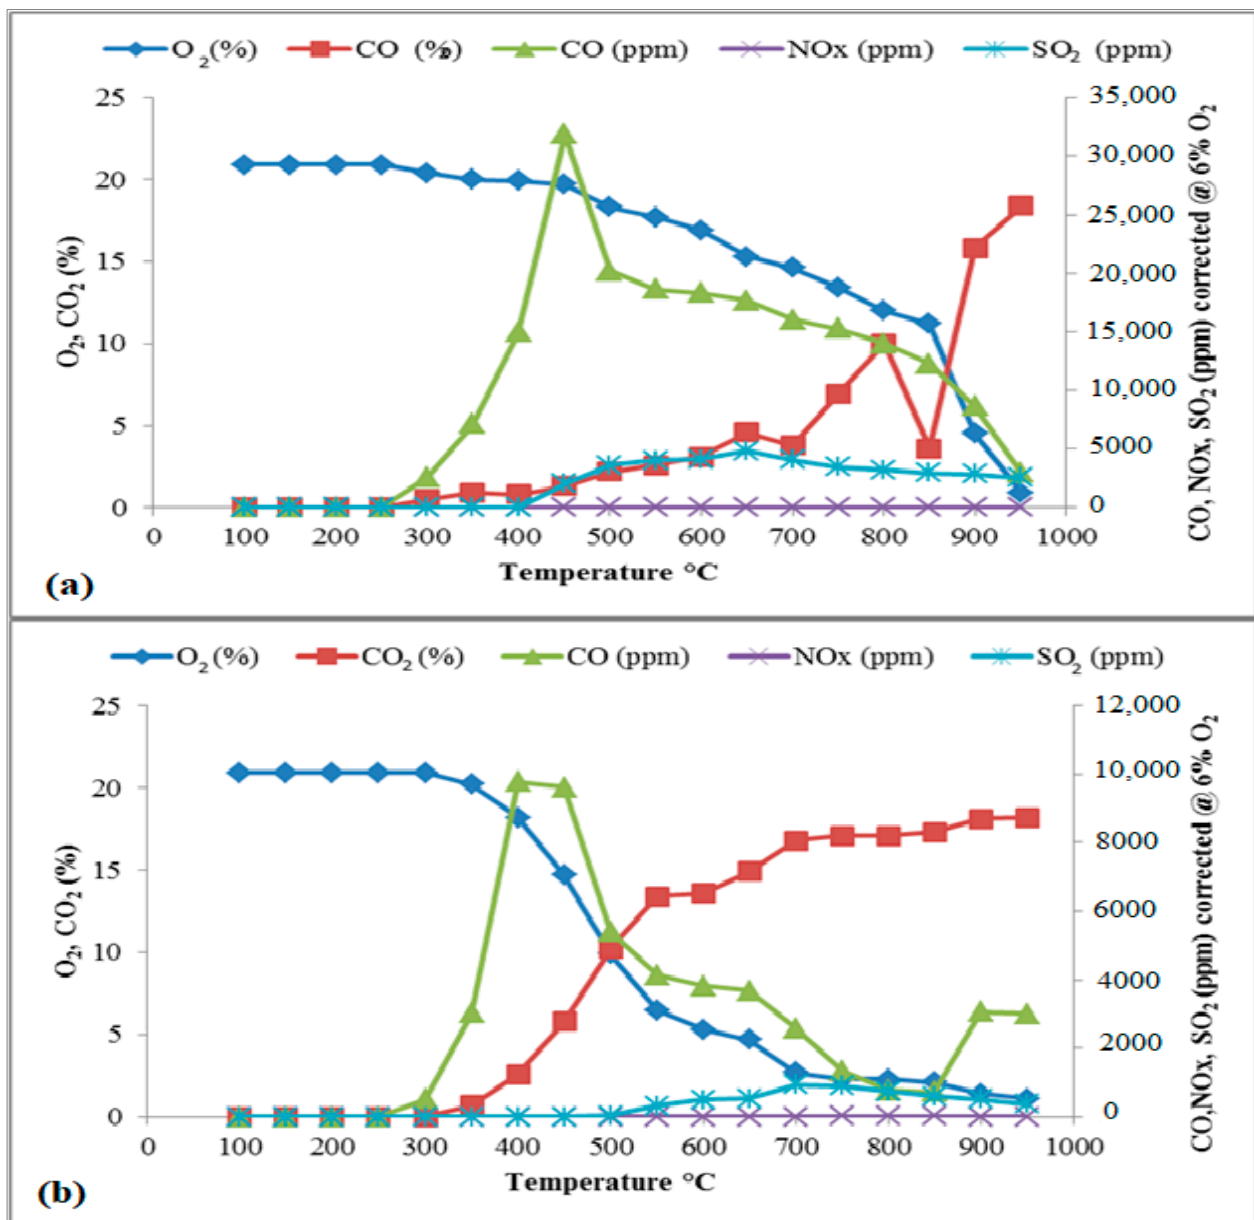 O₂(%) CO (%) CO (ppm) NOx (ppm) SO₂ (ppm)
25
20
15
10
5
0
O₂, CO₂ (%)
35,000
30,000
25,000
20,000
15,000
10,000
5000
0
CO, NOx, SO₂ (ppm) corrected @ 6% O₂
0 100 200 300 400 500 600 700 800 900 1000
Temperature °C
(a)
O₂(%) CO₂(%) CO (ppm) NOx (ppm) SO₂ (ppm)
25
20
15
10
5
0
O₂, CO₂ (%)
12,000
10,000
8000
6000
4000
2000
0
CO,NOx, SO₂ (ppm) corrected @ 6% O₂
0 100 200 300 400 500 600 700 800 900 1000
Temperature °C
(b)